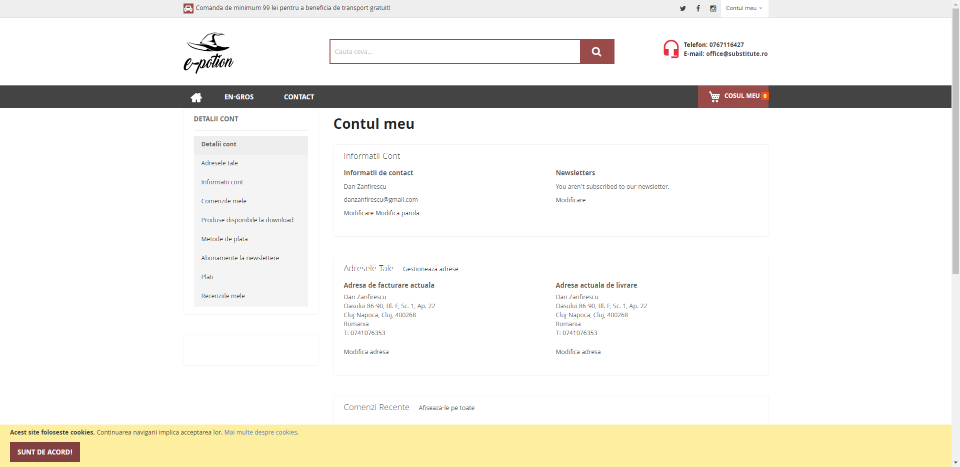 Comanda de minimum 99 lei pentru a beneficia de transport gratuit!
Contul meu
e-potion
Cauta ceva...
Telefon: 0767116427
E-mail: office@substitute.ro
EN-GROS
CONTACT
COSUL MEU 0
DETALII CONT
Detalii cont
Adresele tale
Informatii cont
Comenzile mele
Produse disponibile la download
Metode de plata
Abonamente la newslettere
Plati
Recenziile mele
Contul meu
Informatii Cont
Informatii de contact
Dan Zanfirescu
danzanfirescu@gmail.com
Modificare Modifica parola
Newsletters
You aren't subscribed to our newsletter.
Modificare
Adresele Tale
Gestioneaza adrese
Adresa de facturare actuala
Dan Zanfirescu
Oasului 86-90, Bl. F, Sc. 1, Ap. 22
Cluj-Napoca, Cluj, 400268
Romania
T: 0741076353
Modifica adresa
Adresa actuala de livrare
Dan Zanfirescu
Oasului 86-90, Bl. F, Sc. 1, Ap. 22
Cluj-Napoca, Cluj, 400268
Romania
T: 0741076353
Modifica adresa
Comenzi Recente
Afiseaza-le pe toate
Acest site foloseste cookies. Continuarea navigarii implica acceptarea lor. Mai multe despre cookies.
SUNT DE ACORD!